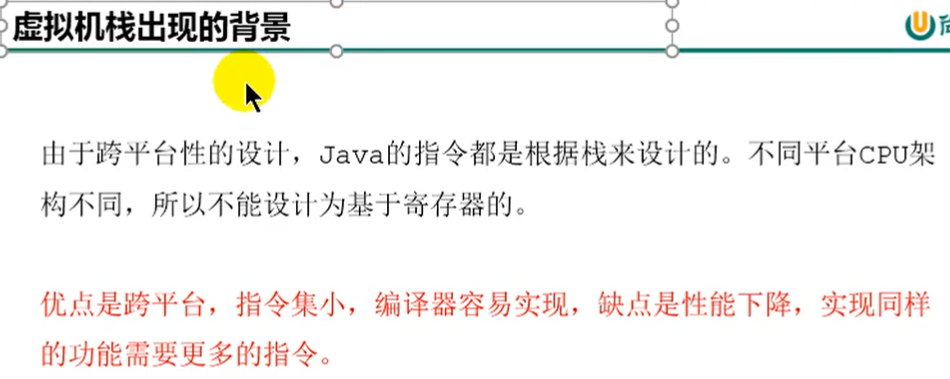 虚拟机栈出现的背景
由于跨平台性的设计，Java的指令都是根据栈来设计的。不同平台CPU架
构不同，所以不能设计为基于寄存器的。
优点是跨平台，指令集小，编译器容易实现，缺点是性能下降，实现同样
的功能需要更多的指令。